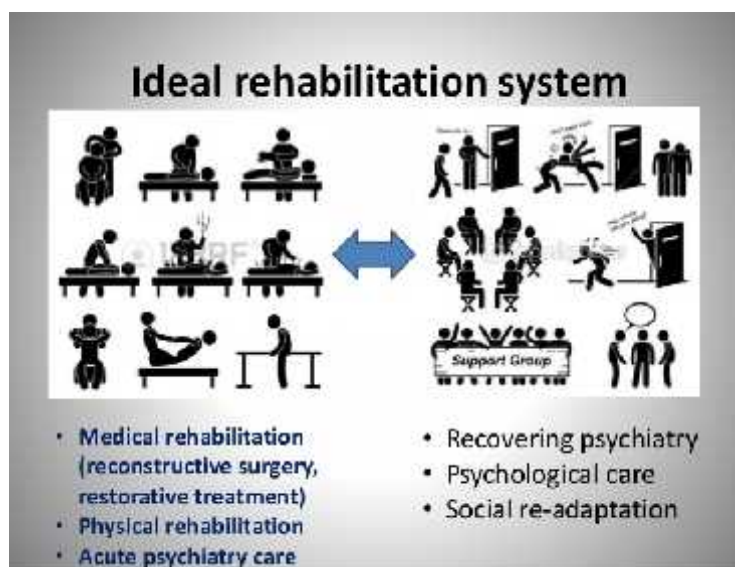 Ideal rehabilitation system
Support Group
• Medical rehabilitation
(reconstructive surgery,
restorative treatment)
• Physical rehabilitation
• Acute psychiatry care
• Recovering psychiatry
• Psychological care
• Social re-adaptation